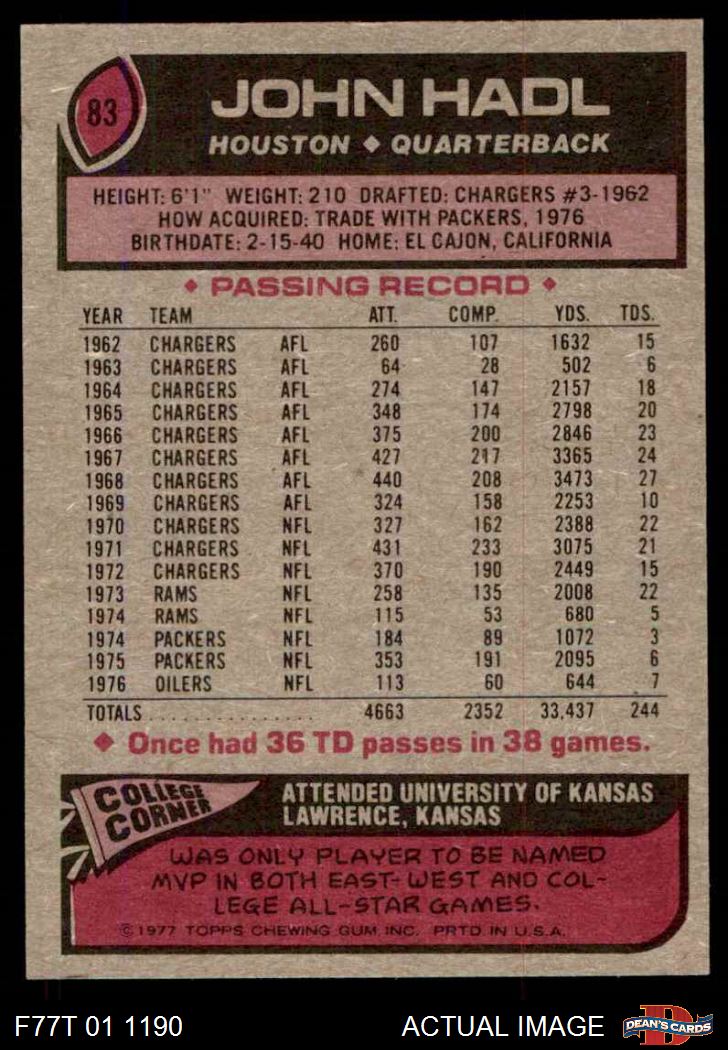 83
JOHN HADL
HOUSTON ♦ QUARTERBACK
HEIGHT: 6'1" WEIGHT: 210 DRAFTED: CHARGERS #3-1962
HOW ACQUIRED: TRADE WITH PACKERS, 1976
BIRTHDATE: 2-15-40 HOME: EL CAJON, CALIFORNIA
♦ PASSING RECORD ♦
YEAR TEAM ATT. COMP. YDS. TDS.
1962 CHARGERS AFL 260 107 1632 15
1963 CHARGERS AFL 64 28 502 6
1964 CHARGERS AFL 274 147 2157 18
1965 CHARGERS AFL 348 174 2798 20
1966 CHARGERS AFL 375 200 2846 23
1967 CHARGERS AFL 427 217 3365 24
1968 CHARGERS AFL 440 208 3473 27
1969 CHARGERS AFL 324 158 2253 10
1970 CHARGERS NFL 327 162 2388 22
1971 CHARGERS NFL 431 233 3075 21
1972 CHARGERS NFL 370 190 2449 15
1973 RAMS NFL 258 135 2008 22
1974 RAMS NFL 115 53 680 5
1974 PACKERS NFL 184 89 1072 3
1975 PACKERS NFL 353 191 2095 6
1976 OILERS NFL 113 60 644 7
TOTALS................ 4663 2352 33,437 244
♦ Once had 36 TD passes in 38 games.
COLLEGE
CORNER
ATTENDED UNIVERSITY OF KANSAS
LAWRENCE, KANSAS
WAS ONLY PLAYER TO BE NAMED
MVP IN BOTH EAST-WEST AND COL-
LEGE ALL-STAR GAMES.
©1977 TOPPS CHEWING GUM, INC. PRTD IN U.S.A.
F77T 01 1190 ACTUAL IMAGE
D
DEAN'S CARDS